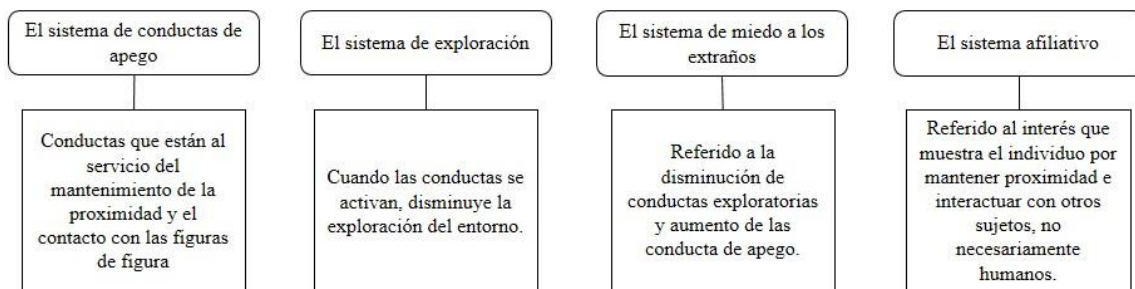 El sistema de conductas de
apego
Conductas que están al
servicio del
mantenimiento de la
proximidad y el
contacto con las figuras
de figura
El sistema de exploración
Cuando las conductas se
activan, disminuye la
exploración del entorno.
El sistema de miedo a los
extraños
Referido a la
disminución de
conductas exploratorias
y aumento de las
conducta de apego.
El sistema afiliativo
Referido al interés que
muestra el individuo por
mantener proximidad e
interactuar con otros
sujetos, no
necesariamente
humanos.